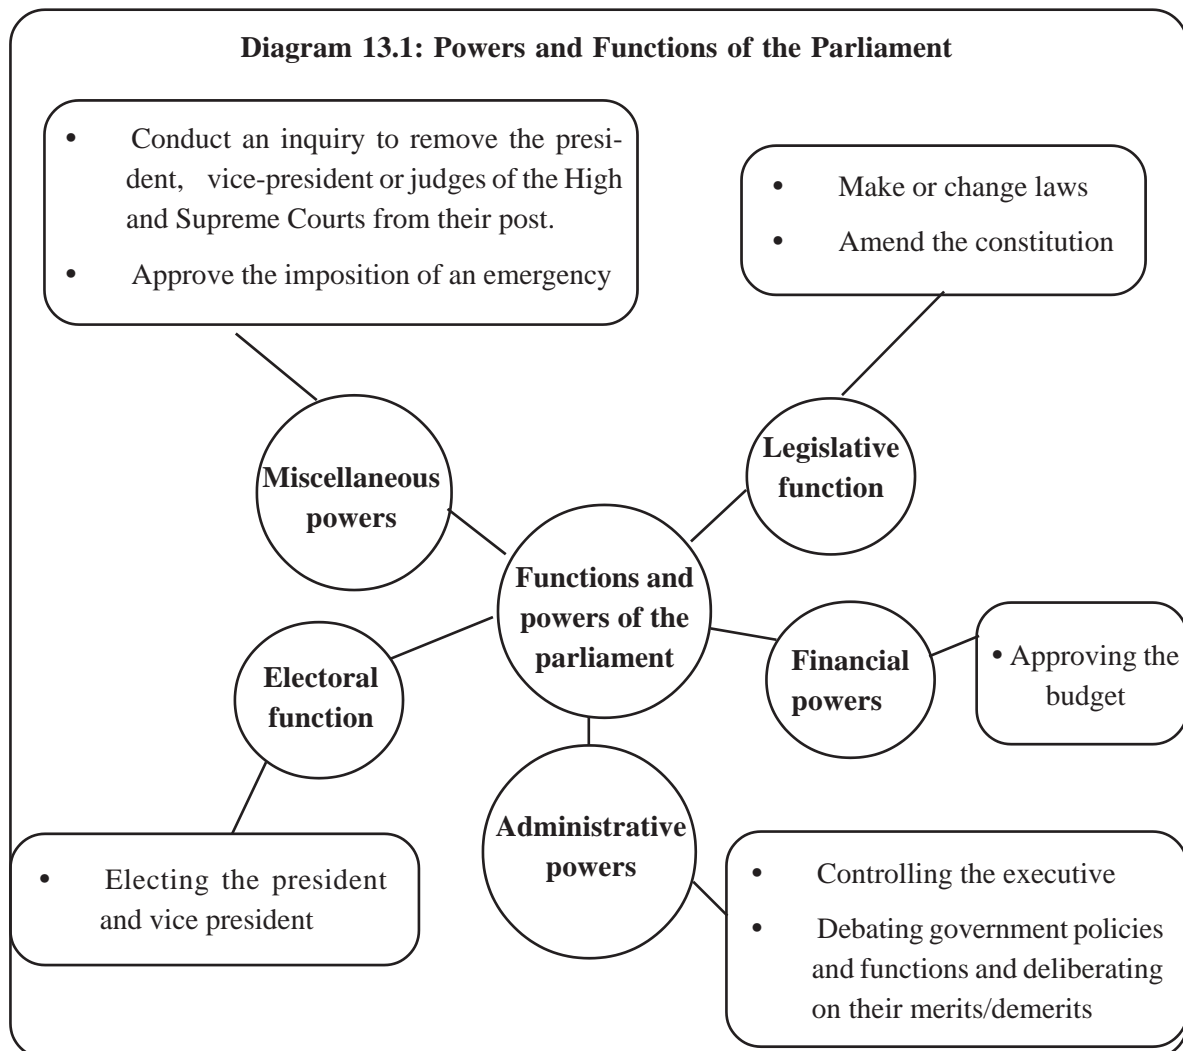 Diagram 13.1: Powers and Functions of the Parliament
• Conduct an inquiry to remove the presi-
dent, vice-president or judges of the High
and Supreme Courts from their post.
• Approve the imposition of an emergency
• Make or change laws
• Amend the constitution
Miscellaneous
powers
Legislative
function
Functions and
powers of the
parliament
Electoral
function
Financial
powers
• Approving the
budget
Administrative
powers
• Electing the president
and vice president
• Controlling the executive
• Debating government policies
and functions and deliberating
on their merits/demerits